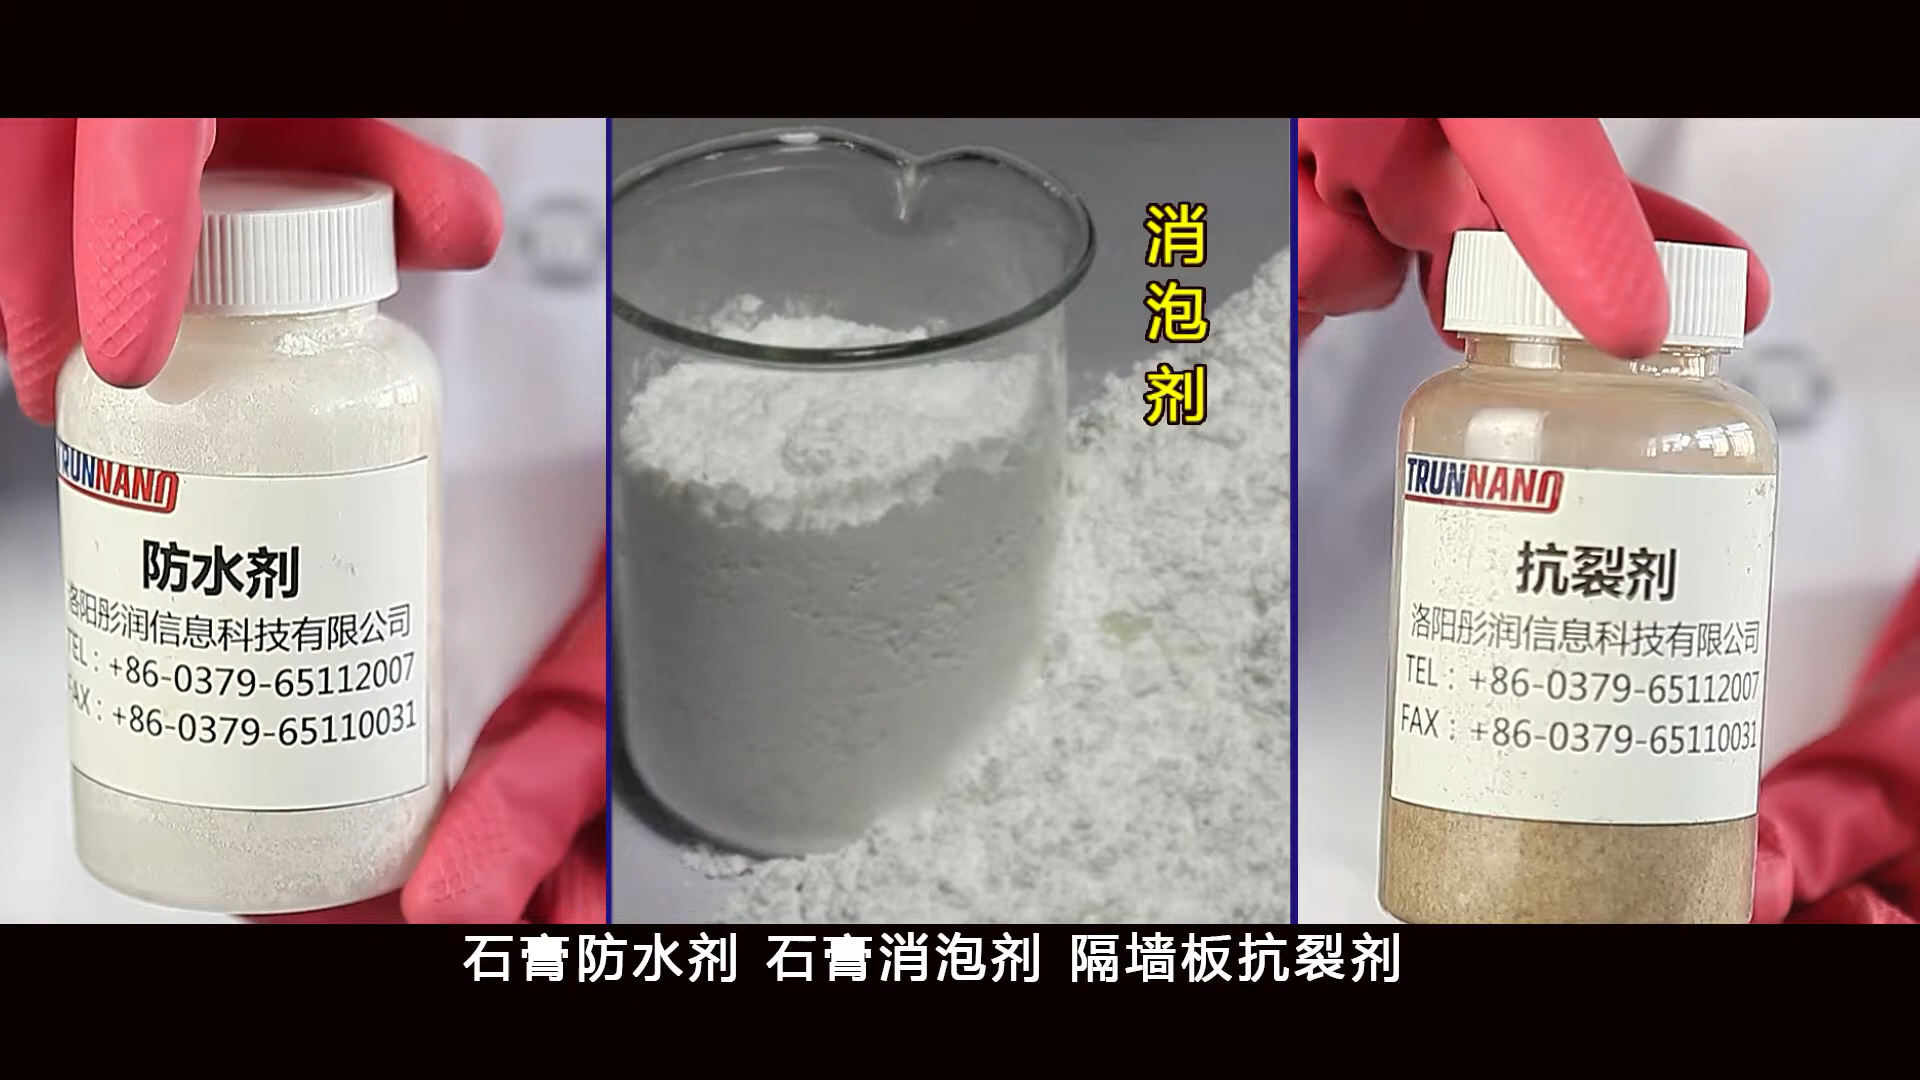 TRUNNANO
防水剂
洛阳彤润信息科技有限公司
TEL：+86-0379-65112007
FAX：+86-0379-65110031
消
泡
剂
TRUNNANO
抗裂剂
洛阳彤润信息科技有限公司
TEL：+86-0379-65112007
FAX：+86-0379-65110031
石膏防水剂 石膏消泡剂 隔墙板抗裂剂